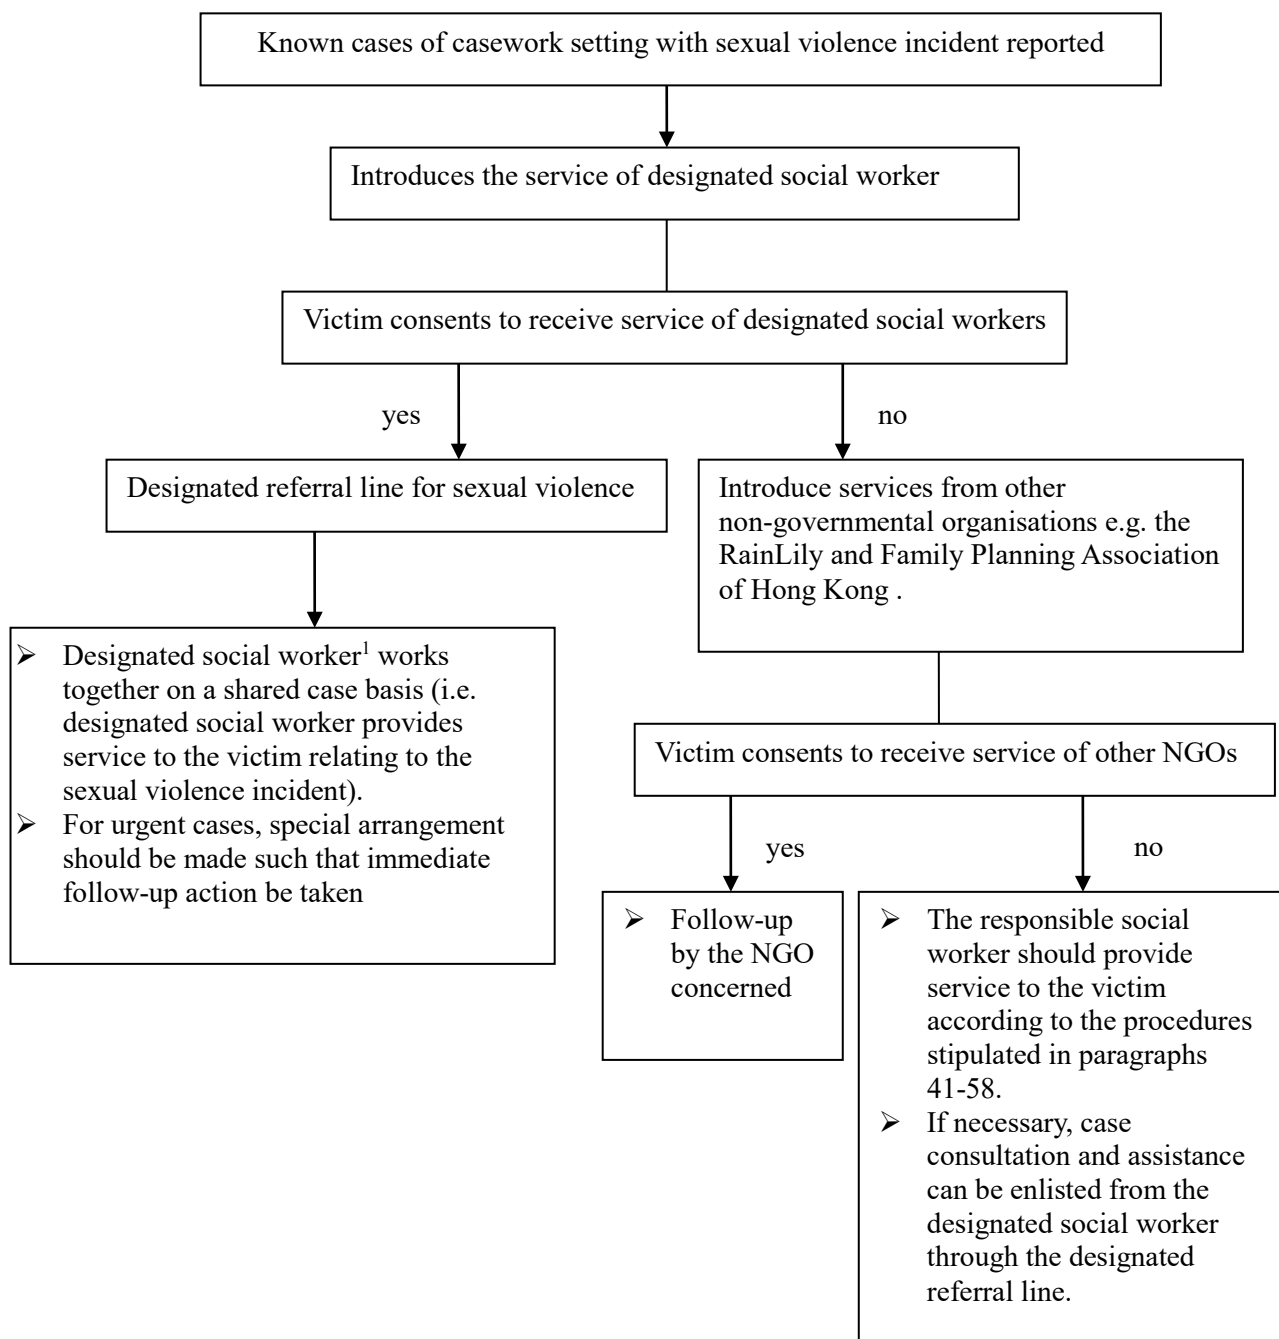 Known cases of casework setting with sexual violence incident reported
Introduces the service of designated social worker
Victim consents to receive service of designated social workers
yes
no
Designated referral line for sexual violence
Introduce services from other
non-governmental organisations e.g. the
RainLily and Family Planning Association
of Hong Kong .
➢ Designated social worker¹ works
together on a shared case basis (i.e.
designated social worker provides
service to the victim relating to the
sexual violence incident).
➢ For urgent cases, special arrangement
should be made such that immediate
follow-up action be taken
Victim consents to receive service of other NGOs
yes
no
➢ Follow-up
by the NGO
concerned
➢ The responsible social
worker should provide
service to the victim
according to the procedures
stipulated in paragraphs
41-58.
➢ If necessary, case
consultation and assistance
can be enlisted from the
designated social worker
through the designated
referral line.